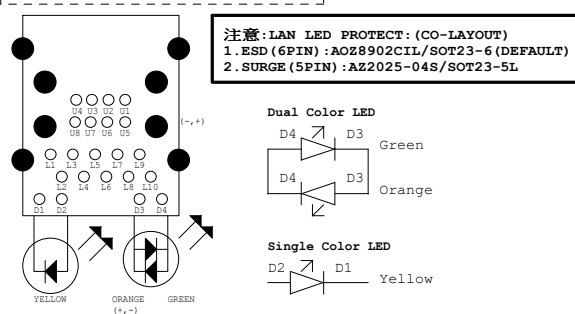 注意:LAN LED PROTECT:(CO-LAYOUT)
1.ESD(6PIN):AOZ8902CIL/SOT23-6(DEFAULT)
2.SURGE(5PIN):AZ2025-04S/SOT23-5L
U4 U3 U2 U1
U8 U7 U6 U5
(-,+)
L1 L3 L5 L7 L9
L2 L4 L6 L8 L10
D1 D2 D3 D4
YELLOW
ORANGE GREEN
(+,-)
Dual Color LED
D4 D3 Green
D4 D3 Orange
Single Color LED
D2 D1 Yellow